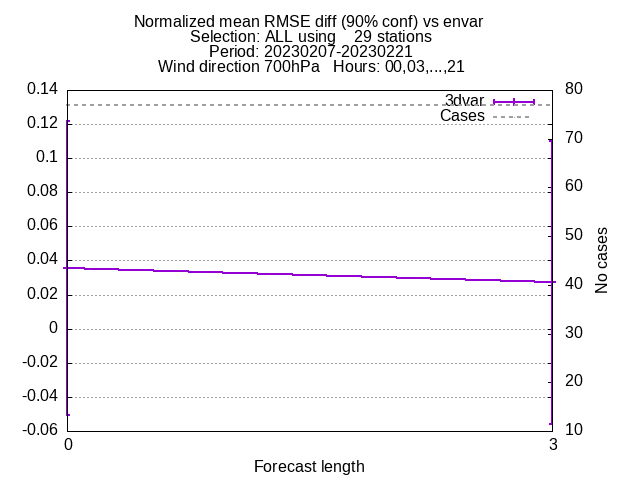 Normalized mean RMSE diff (90% conf) vs envar
Selection: ALL using    29 stations
Period: 20230207-20230221
Wind direction 700hPa   Hours: 00,03,...,21
3dvar
Cases
0.14
0.12
0.1
0.08
0.06
0.04
0.02
0
-0.02
-0.04
-0.06
80
70
60
50
40
30
20
10
No cases
0
3
Forecast length